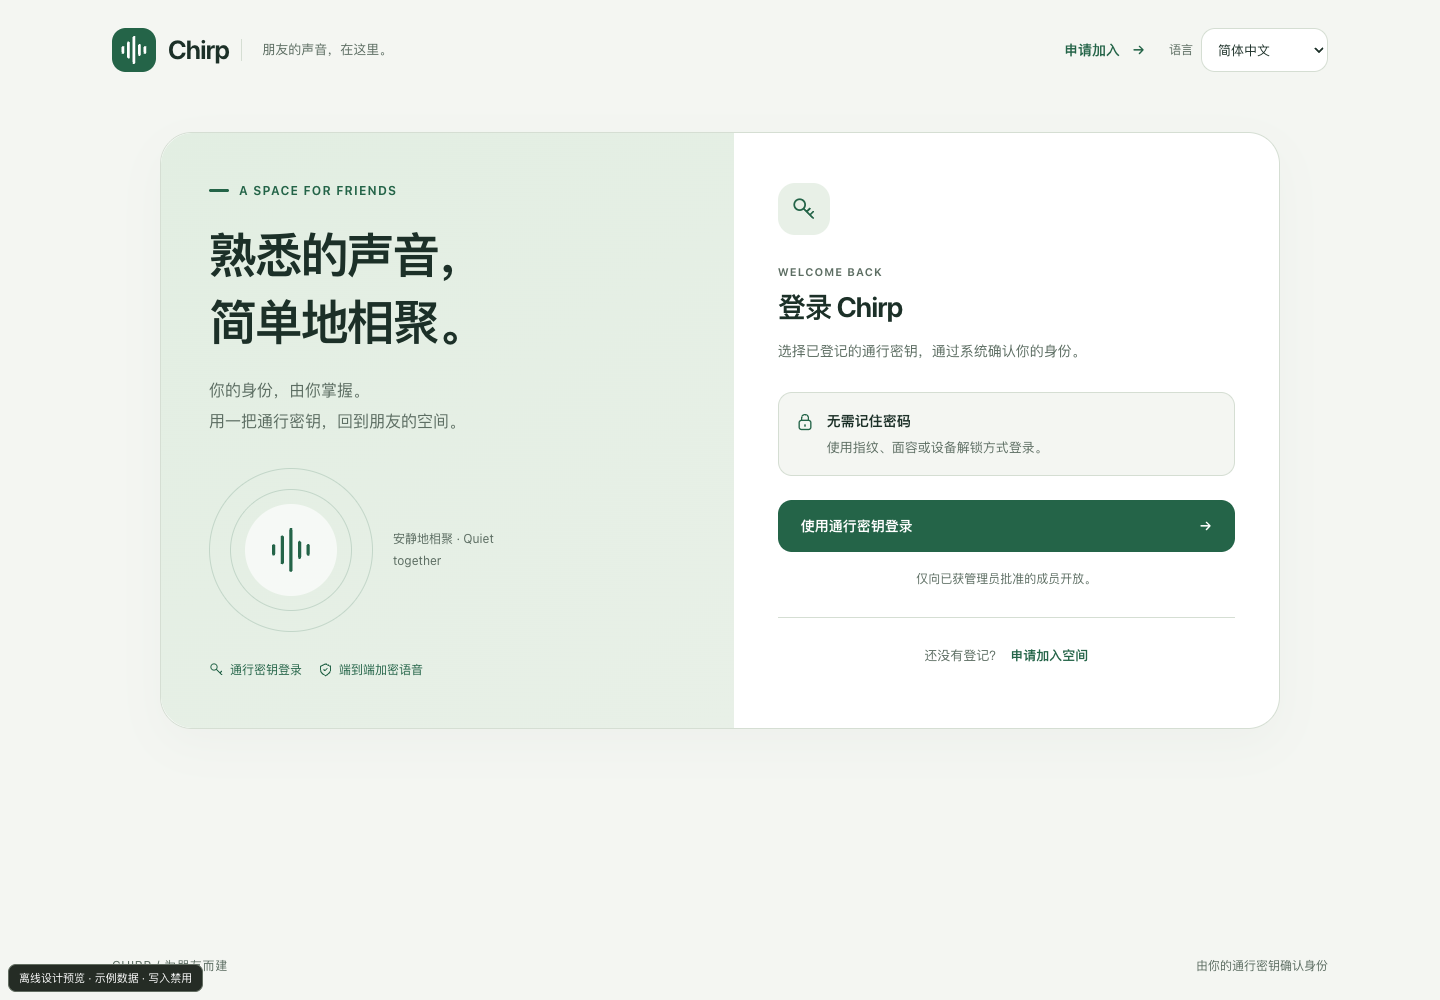 Chirp
朋友的声音，在这里。
申请加入 →
语言
简体中文
A SPACE FOR FRIENDS
熟悉的声音，
简单地相聚。
你的身份，由你掌握。
用一把通行密钥，回到朋友的空间。
安静地相聚 · Quiet
together
通行密钥登录
端到端加密语音
WELCOME BACK
登录 Chirp
选择已登记的通行密钥，通过系统确认你的身份。
无需记住密码
使用指纹、面容或设备解锁方式登录。
使用通行密钥登录 →
仅向已获管理员批准的成员开放。
还没有登记？ 申请加入空间
而建
离线设计预览 · 示例数据 · 写入禁用
由你的通行密钥确认身份